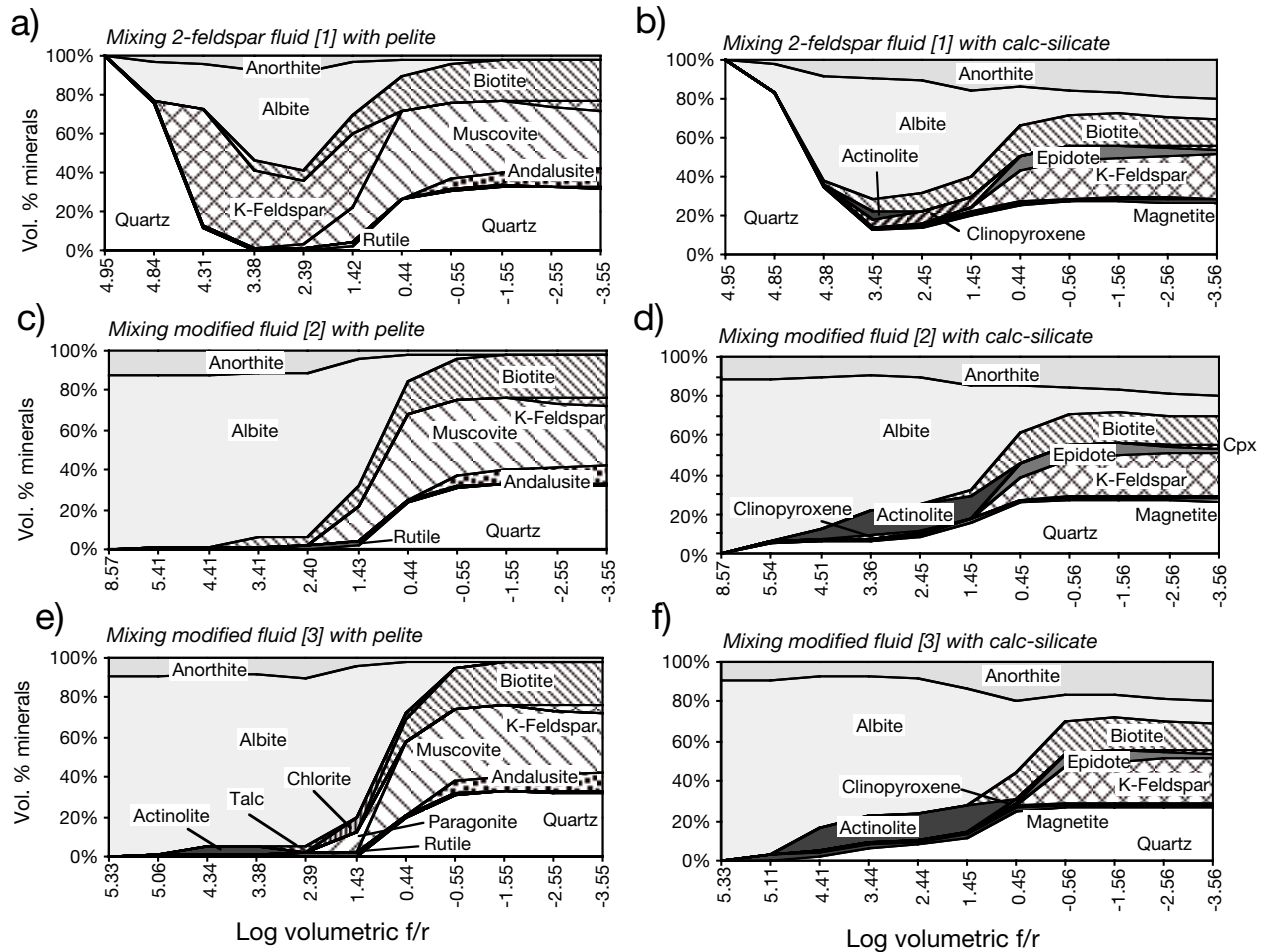 a)
Mixing 2-feldspar fluid [1] with pelite
Vol. % minerals
100%
80%
60%
40%
20%
0%
Anorthite
Albite
Biotite
Muscovite
Andalusite
K-Feldspar
Quartz
Rutile
Quartz
4.95
4.84
4.31
3.38
2.39
1.42
0.44
-0.55
-1.55
-2.55
-3.55
b)
Mixing 2-feldspar fluid [1] with calc-silicate
100%
80%
60%
40%
20%
0%
Anorthite
Albite
Actinolite
Biotite
Epidote
K-Feldspar
Quartz
Clinopyroxene
Magnetite
4.95
4.85
4.38
3.45
2.45
1.45
0.44
-0.56
-1.56
-2.56
-3.56
c)
Mixing modified fluid [2] with pelite
Vol. % minerals
100%
80%
60%
40%
20%
0%
Anorthite
Albite
Biotite
K-Feldspar
Muscovite
Andalusite
Rutile
Quartz
8.57
5.41
4.41
3.41
2.40
1.43
0.44
-0.55
-1.55
-2.55
-3.55
d)
Mixing modified fluid [2] with calc-silicate
100%
80%
60%
40%
20%
0%
Anorthite
Albite
Biotite
Cpx
Epidote
K-Feldspar
Clinopyroxene
Actinolite
Magnetite
Quartz
8.57
5.54
4.51
3.36
2.45
1.45
0.45
-0.56
-1.56
-2.56
-3.56
e)
Mixing modified fluid [3] with pelite
Vol. % minerals
100%
80%
60%
40%
20%
0%
Anorthite
Albite
Biotite
K-Feldspar
Muscovite
Chlorite
Andalusite
Talc
Actinolite
Paragonite
Quartz
Rutile
5.33
5.06
4.34
3.38
2.39
1.43
0.44
-0.55
-1.55
-2.55
-3.55
Log volumetric f/r
f)
Mixing modified fluid [3] with calc-silicate
100%
80%
60%
40%
20%
0%
Anorthite
Albite
Biotite
Epidote
Clinopyroxene
K-Feldspar
Actinolite
Magnetite
Quartz
5.33
5.11
4.41
3.44
2.44
1.45
0.45
-0.56
-1.56
-2.56
-3.56
Log volumetric f/r